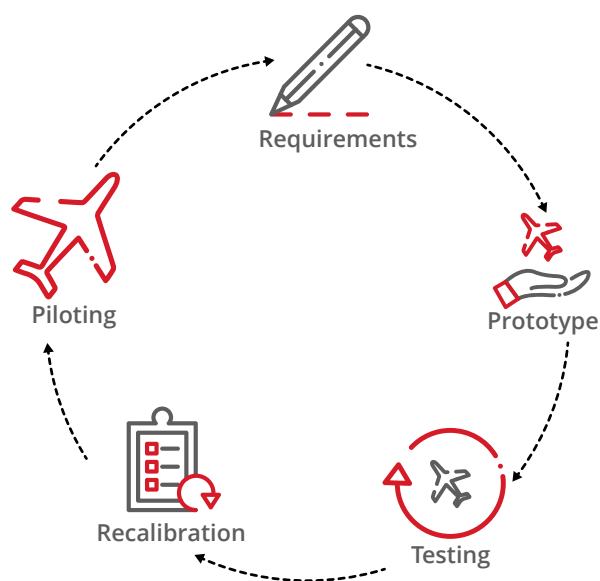 Requirements
Prototype
Testing
Recalibration
Piloting